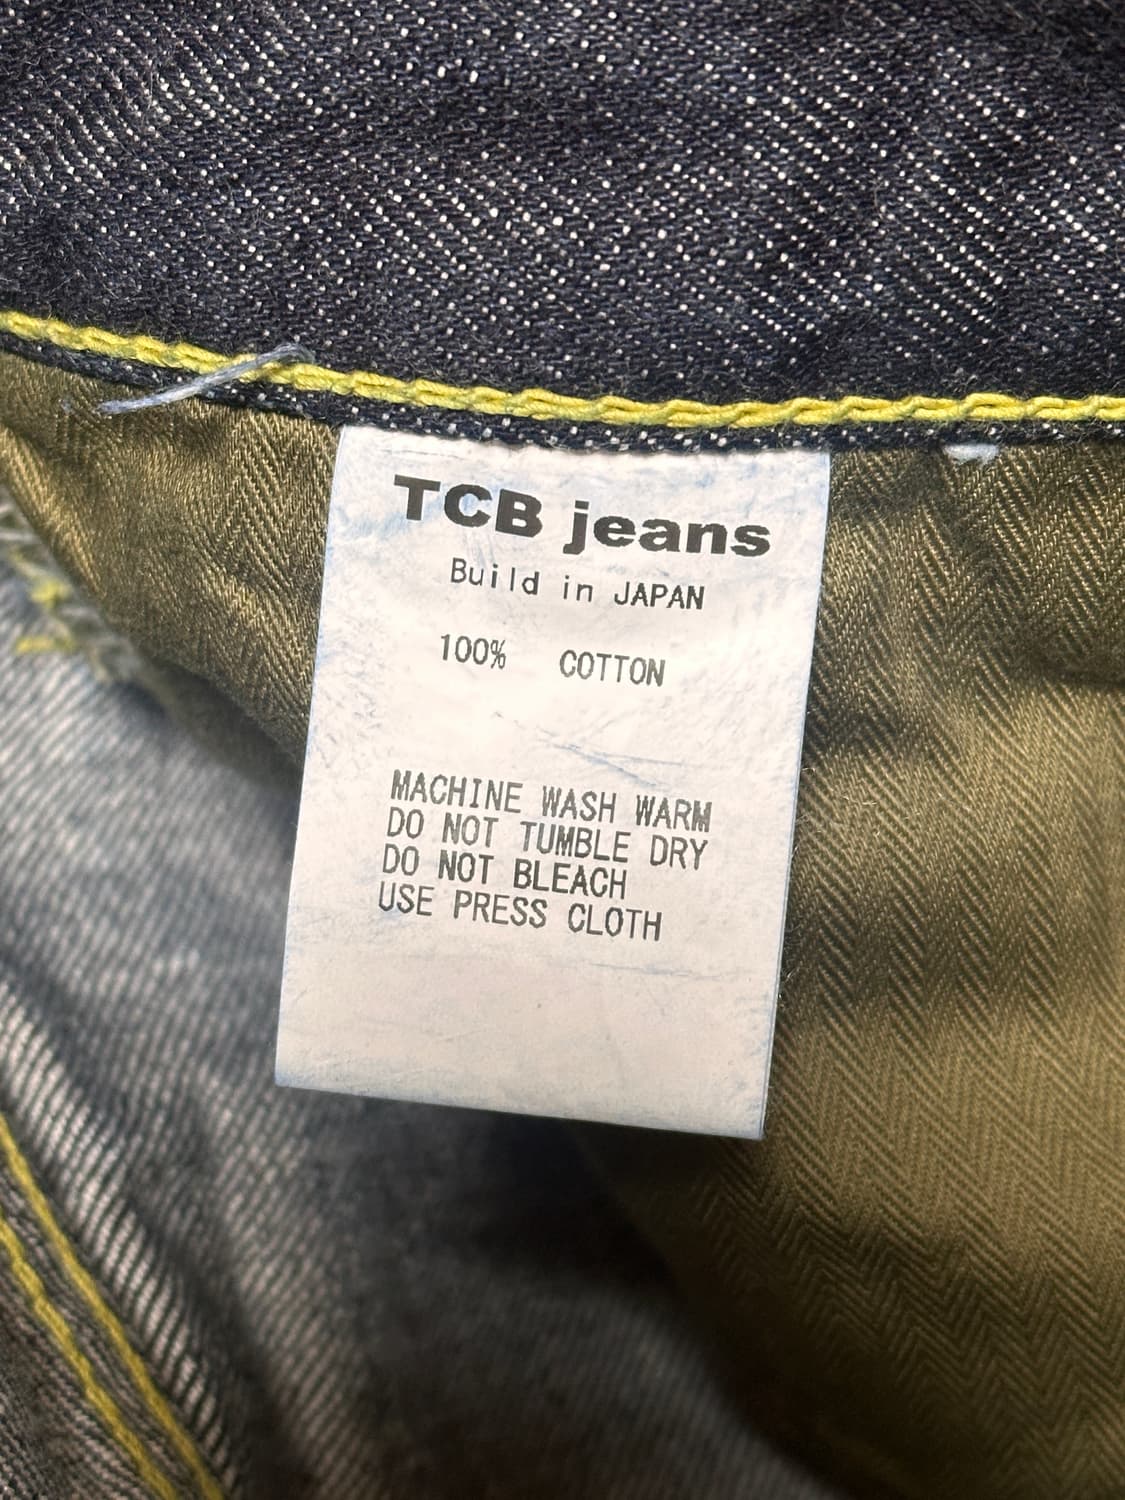 TCB jeans
Build in JAPAN
100% COTTON
MACHINE WASH WARM
DO NOT TUMBLE DRY
DO NOT BLEACH
USE PRESS CLOTH